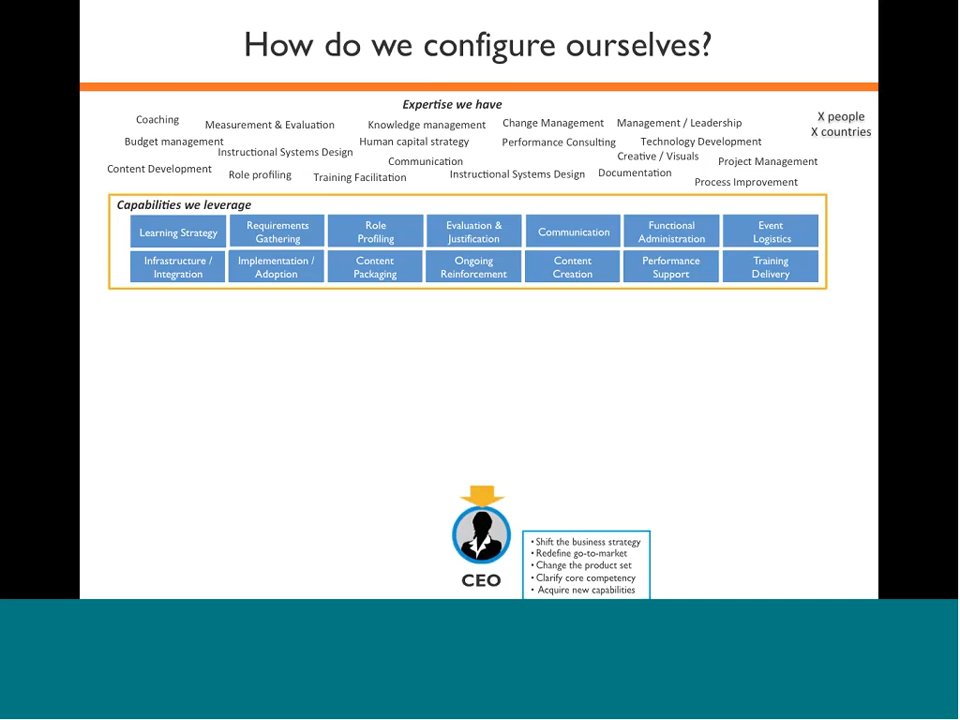 How do we configure ourselves?
Expertise we have
X people
X countries
Coaching
Measurement & Evaluation
Knowledge management
Change Management
Management / Leadership
Budget management
Human capital strategy
Performance Consulting
Technology Development
Instructional Systems Design
Communication
Creative / Visuals
Project Management
Content Development
Role profiling
Training Facilitation
Instructional Systems Design
Documentation
Process Improvement
Capabilities we leverage
Learning Strategy
Requirements
Gathering
Role
Profiling
Evaluation &
Justification
Communication
Functional
Administration
Event
Logistics
Infrastructure /
Integration
Implementation /
Adoption
Content
Packaging
Ongoing
Reinforcement
Content
Creation
Performance
Support
Training
Delivery
CEO
• Shift the business strategy
• Redefine go-to-market
• Change the product set
• Clarify core competency
• Acquire new capabilities